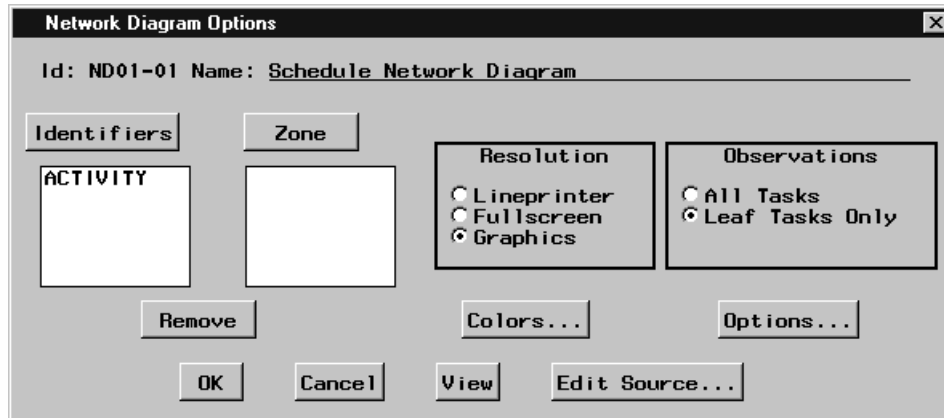 Network Diagram Options
Id: ND01-01 Name: Schedule Network Diagram
Identifiers
Zone
ACTIVITY
Resolution
Lineprinter
Fullscreen
Graphics
Observations
All Tasks
Leaf Tasks Only
Remove
Colors...
Options...
OK
Cancel
View
Edit Source...